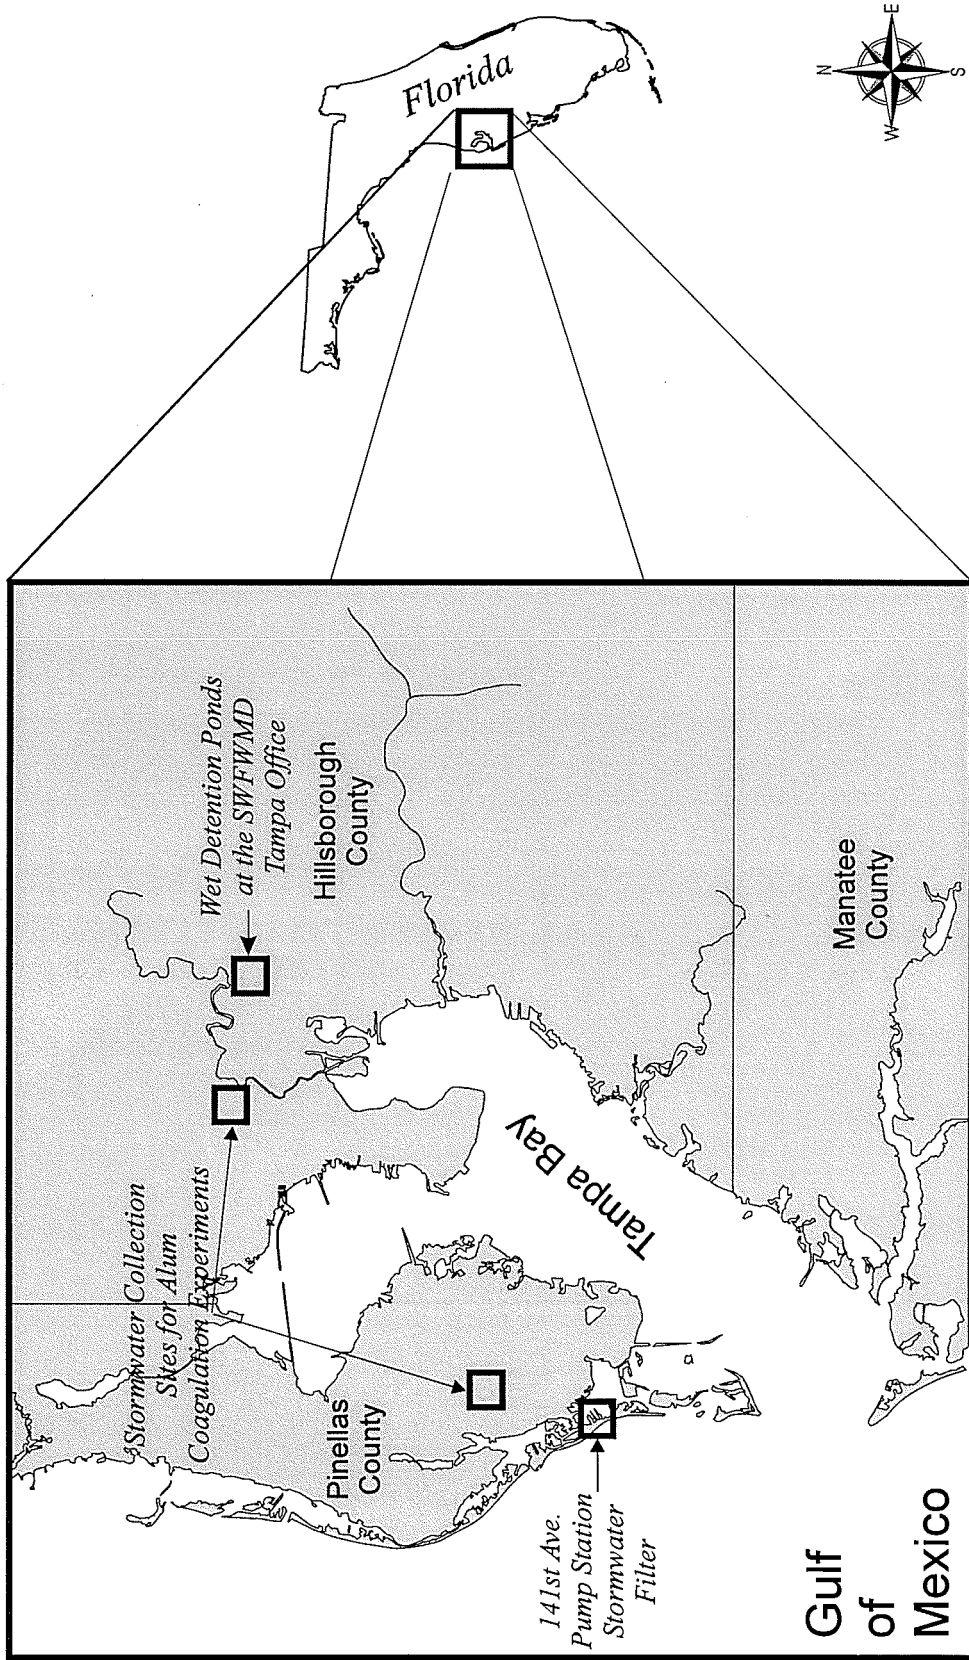 Florida
N
E
S
W
Stormwater Collection
Sites for Alum
Coagulation Experiments
Wet Detention Ponds
at the SWFWMD
Tampa Office
Hillsborough
County
Pinellas
County
Tampa Bay
141st Ave.
Pump Station
Stormwater
Filter
Manatee
County
Gulf
of
Mexico